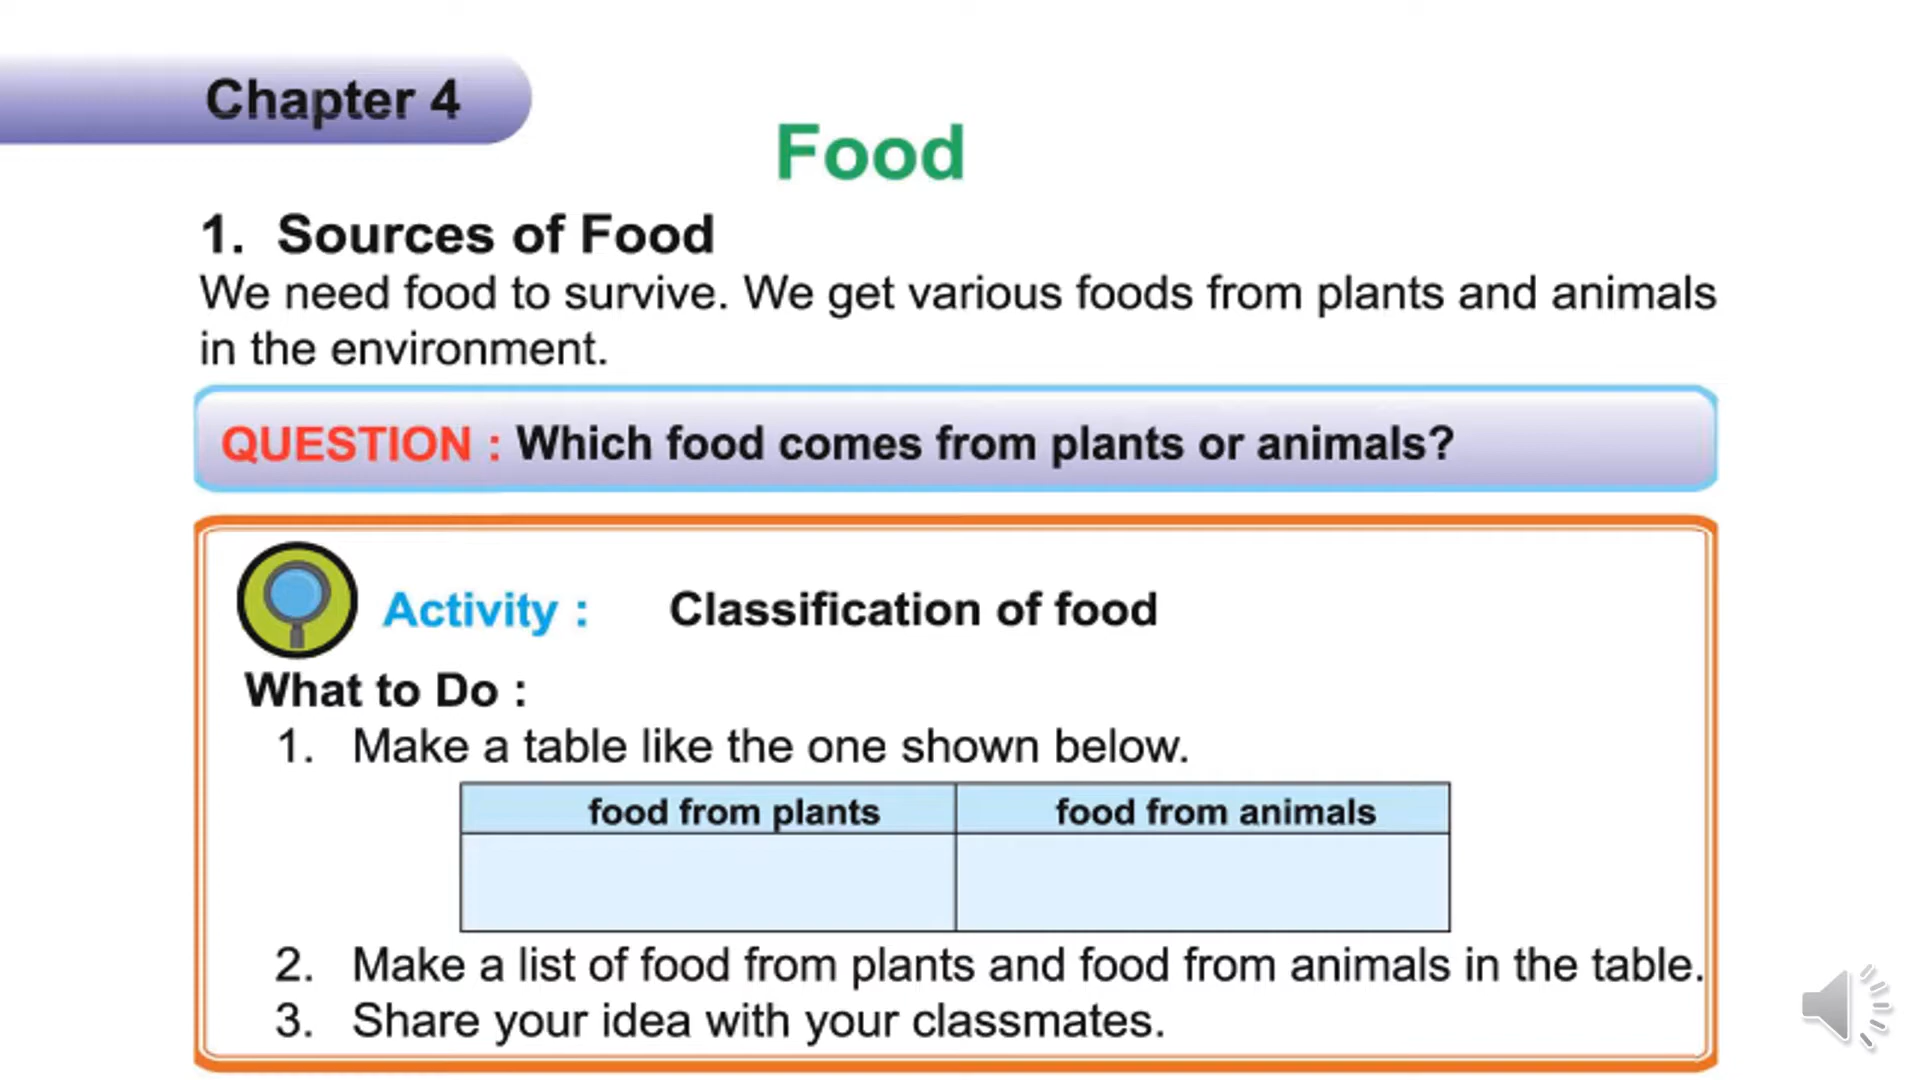 Chapter 4
Food
1. Sources of Food
We need food to survive. We get various foods from plants and animals
in the environment.
QUESTION : Which food comes from plants or animals?
Activity : Classification of food
What to Do :
1. Make a table like the one shown below.
food from plants food from animals
2. Make a list of food from plants and food from animals in the table.
3. Share your idea with your classmates.